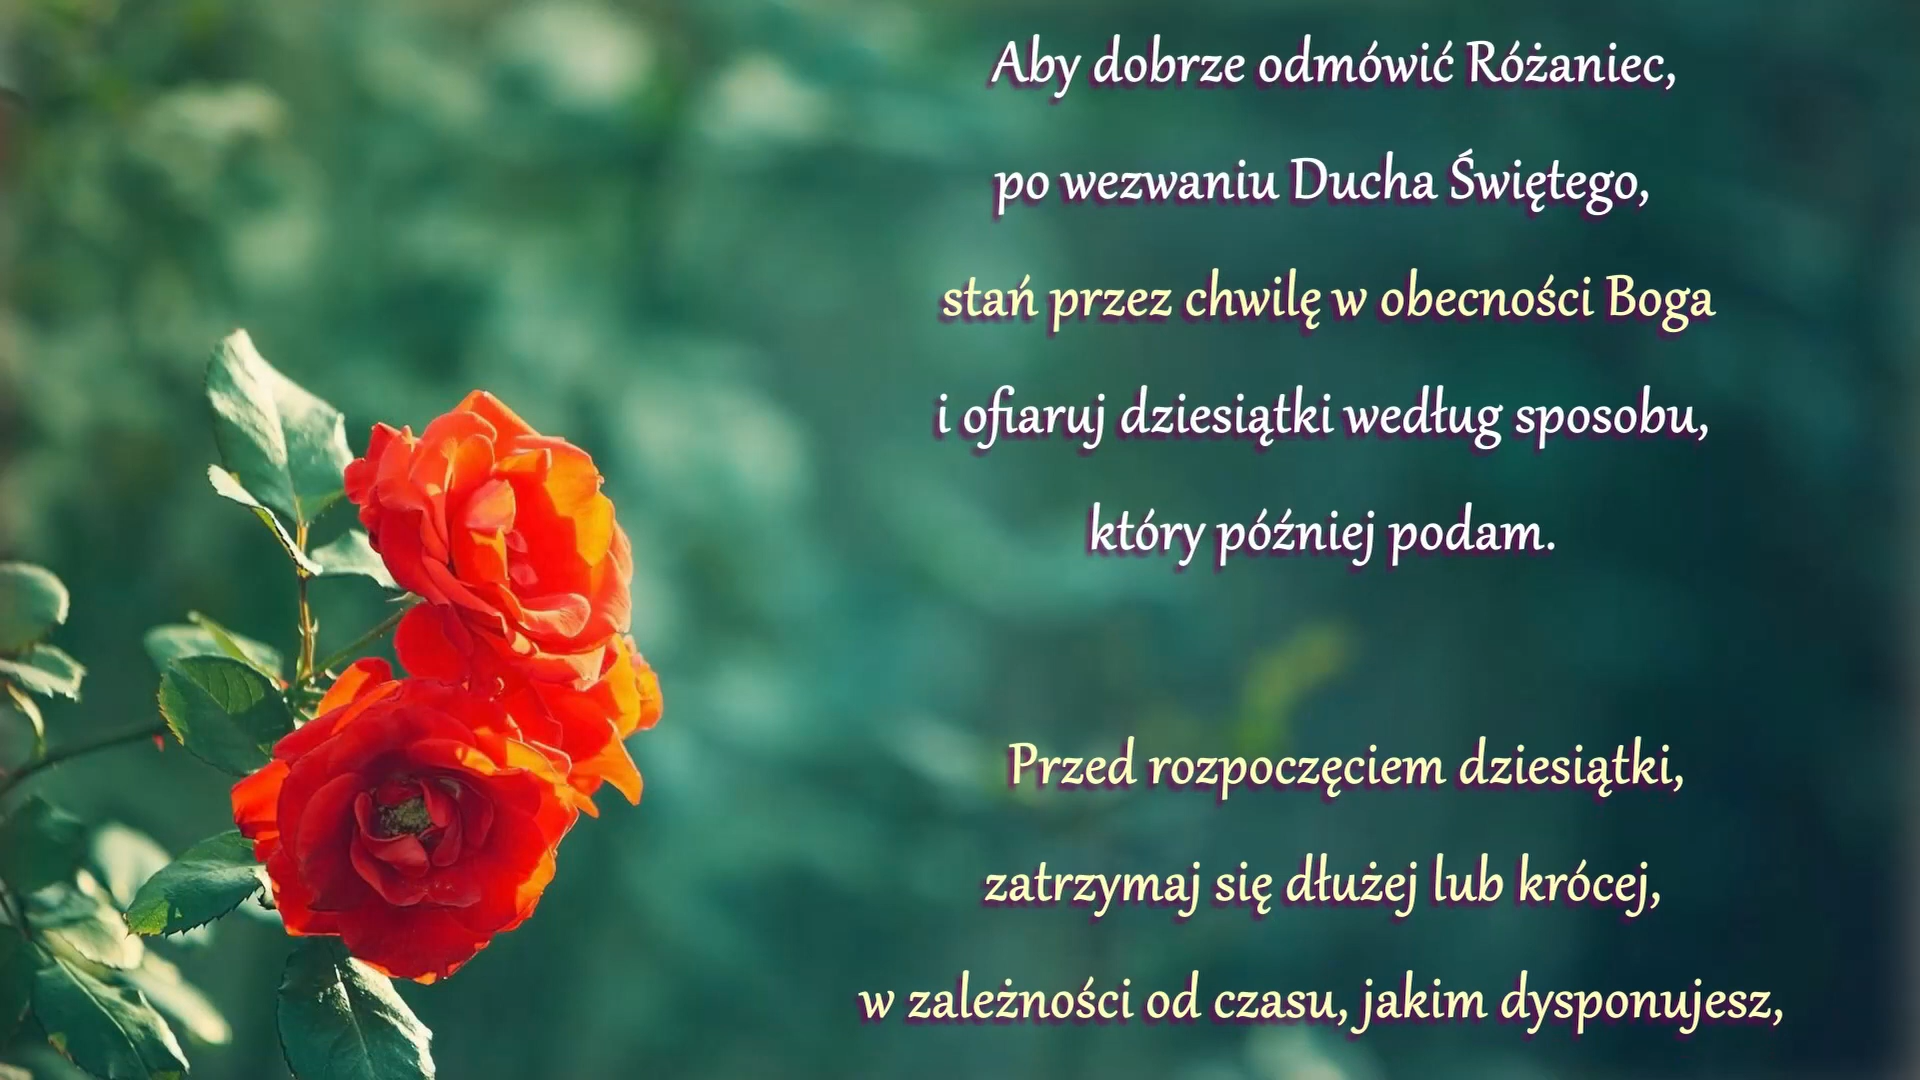 Aby dobrze odmówić Różaniec,
po wezwaniu Ducha Świętego,
stań przez chwilę w obecności Boga
i ofiaruj dziesiątki według sposobu,
który później podam.
Przed rozpoczęciem dziesiątki,
zatrzymaj się dłużej lub krócej,
w zależności od czasu, jakim dysponujesz,